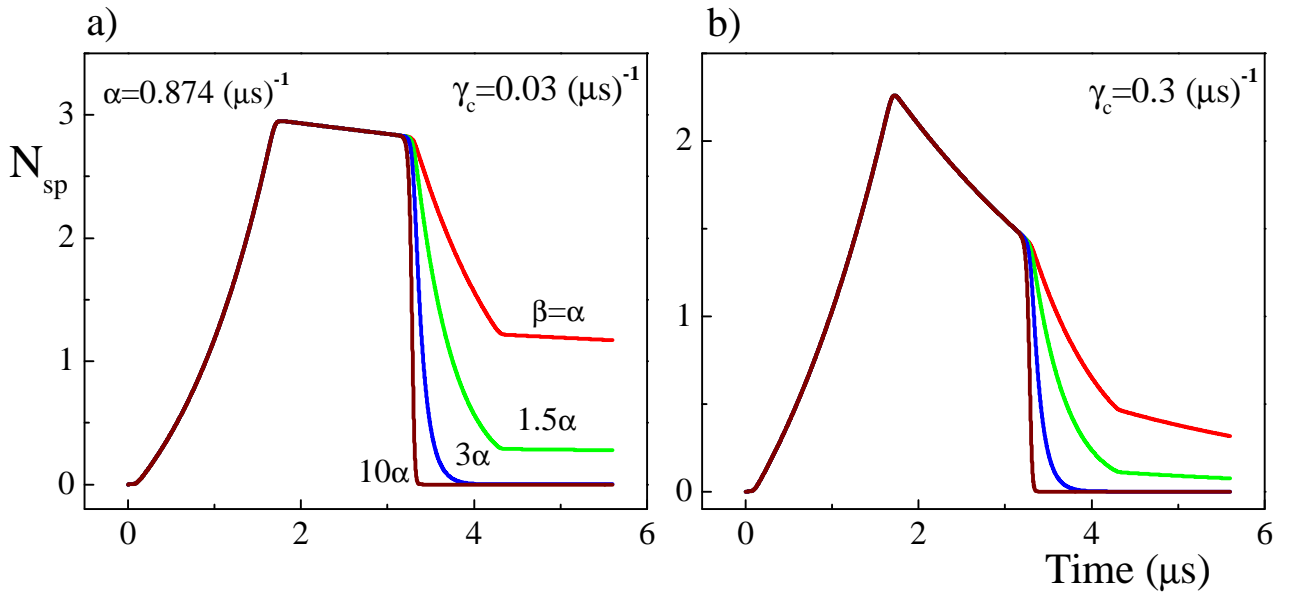 a)
α=0.874 (μs)-1
γc=0.03 (μs)-1
Nsp
3
2
1
0
β=α
1.5α
3α
10α
0 2 4 6
b)
γc=0.3 (μs)-1
2
1
0
0 2 4 6
Time (μs)